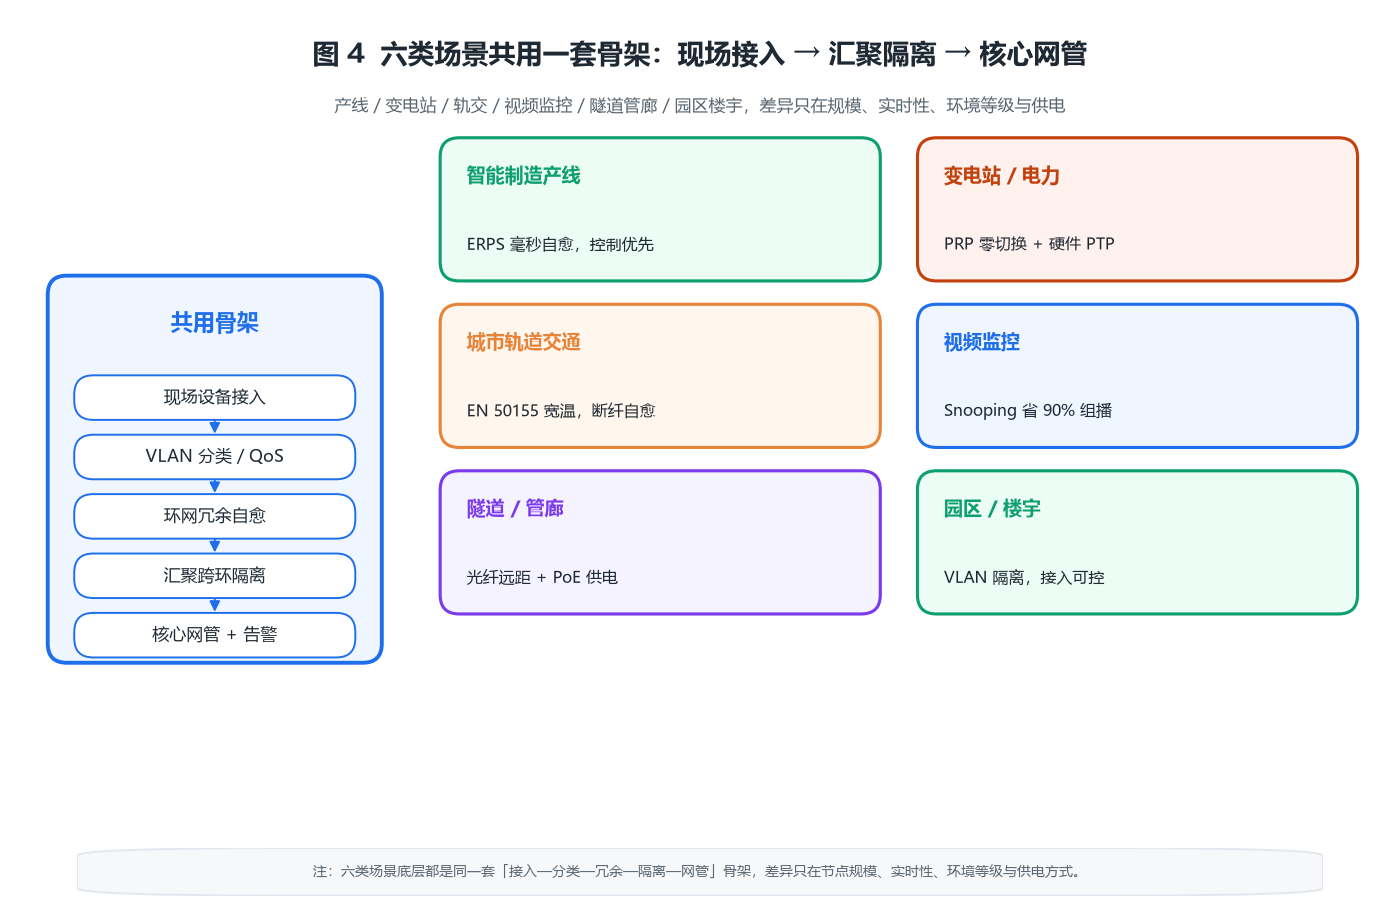 图 4 六类场景共用一套骨架：现场接入 → 汇聚隔离 → 核心网管
产线 / 变电站 / 轨交 / 视频监控 / 隧道管廊 / 园区楼宇，差异只在规模、实时性、环境等级与供电
共用骨架
现场设备接入
VLAN 分类 / QoS
环网冗余自愈
汇聚跨环隔离
核心网管 + 告警
智能制造产线
ERPS 毫秒自愈，控制优先
变电站 / 电力
PRP 零切换 + 硬件 PTP
城市轨道交通
EN 50155 宽温，断纤自愈
视频监控
Snooping 省 90% 组播
隧道 / 管廊
光纤远距 + PoE 供电
园区 / 楼宇
VLAN 隔离，接入可控
注：六类场景底层都是同一套「接入—分类—冗余—隔离—网管」骨架，差异只在节点规模、实时性、环境等级与供电方式。